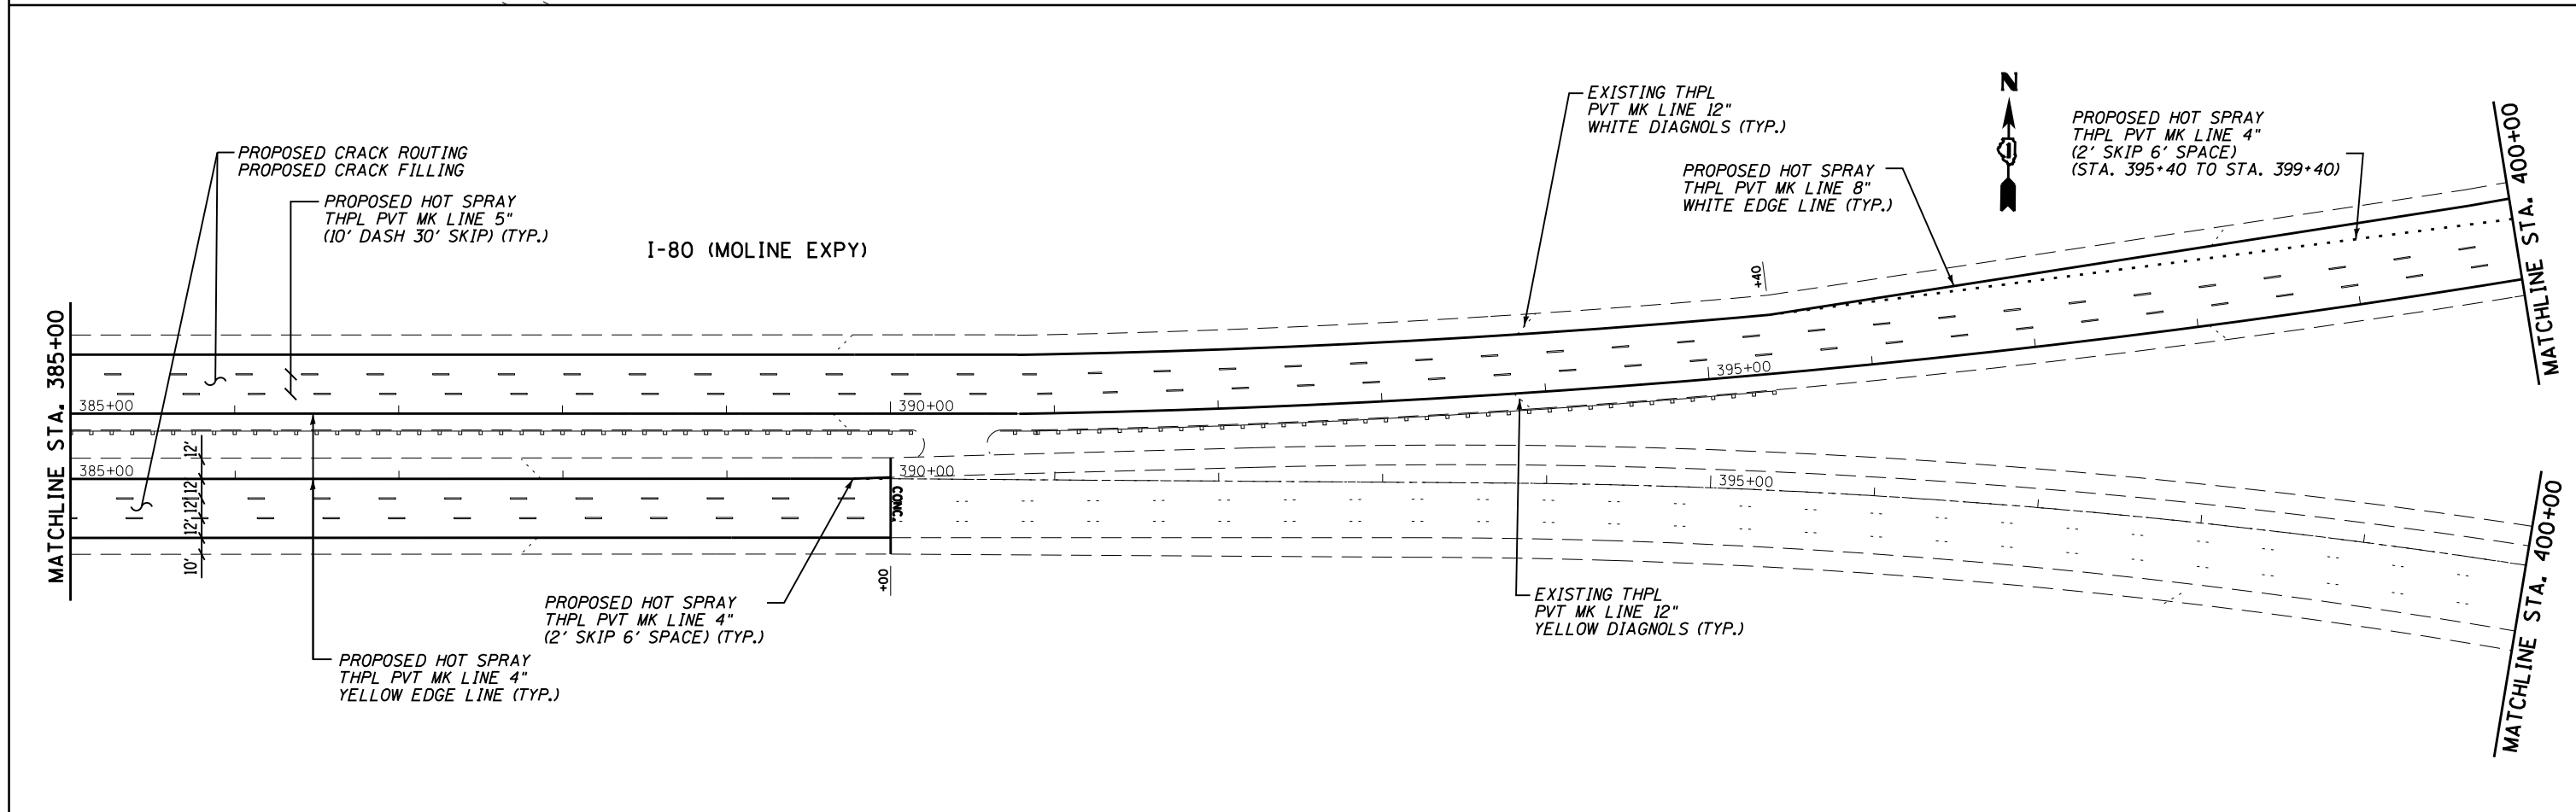 EXISTING THPL
PVT MK LINE 12"
WHITE DIAGNOLS (TYP.)
N
PROPOSED HOT SPRAY
THPL PVT MK LINE 4"
(2' SKIP 6' SPACE)
(STA. 395+40 TO STA. 399+40)
PROPOSED CRACK ROUTING
PROPOSED CRACK FILLING
PROPOSED HOT SPRAY
THPL PVT MK LINE 8"
WHITE EDGE LINE (TYP.)
PROPOSED HOT SPRAY
THPL PVT MK LINE 5"
(10' DASH 30' SKIP) (TYP.)
I-80 (MOLINE EXPY)
+40
MATCHLINE STA. 400+00
MATCHLINE STA. 385+00
395+00
385+00
390+00
12'
385+00
390+00
395+00
12'
12'
12'
10'
CONC.
+00
MATCHLINE STA. 400+00
PROPOSED HOT SPRAY
THPL PVT MK LINE 4"
(2' SKIP 6' SPACE) (TYP.)
EXISTING THPL
PVT MK LINE 12"
YELLOW DIAGNOLS (TYP.)
PROPOSED HOT SPRAY
THPL PVT MK LINE 4"
YELLOW EDGE LINE (TYP.)